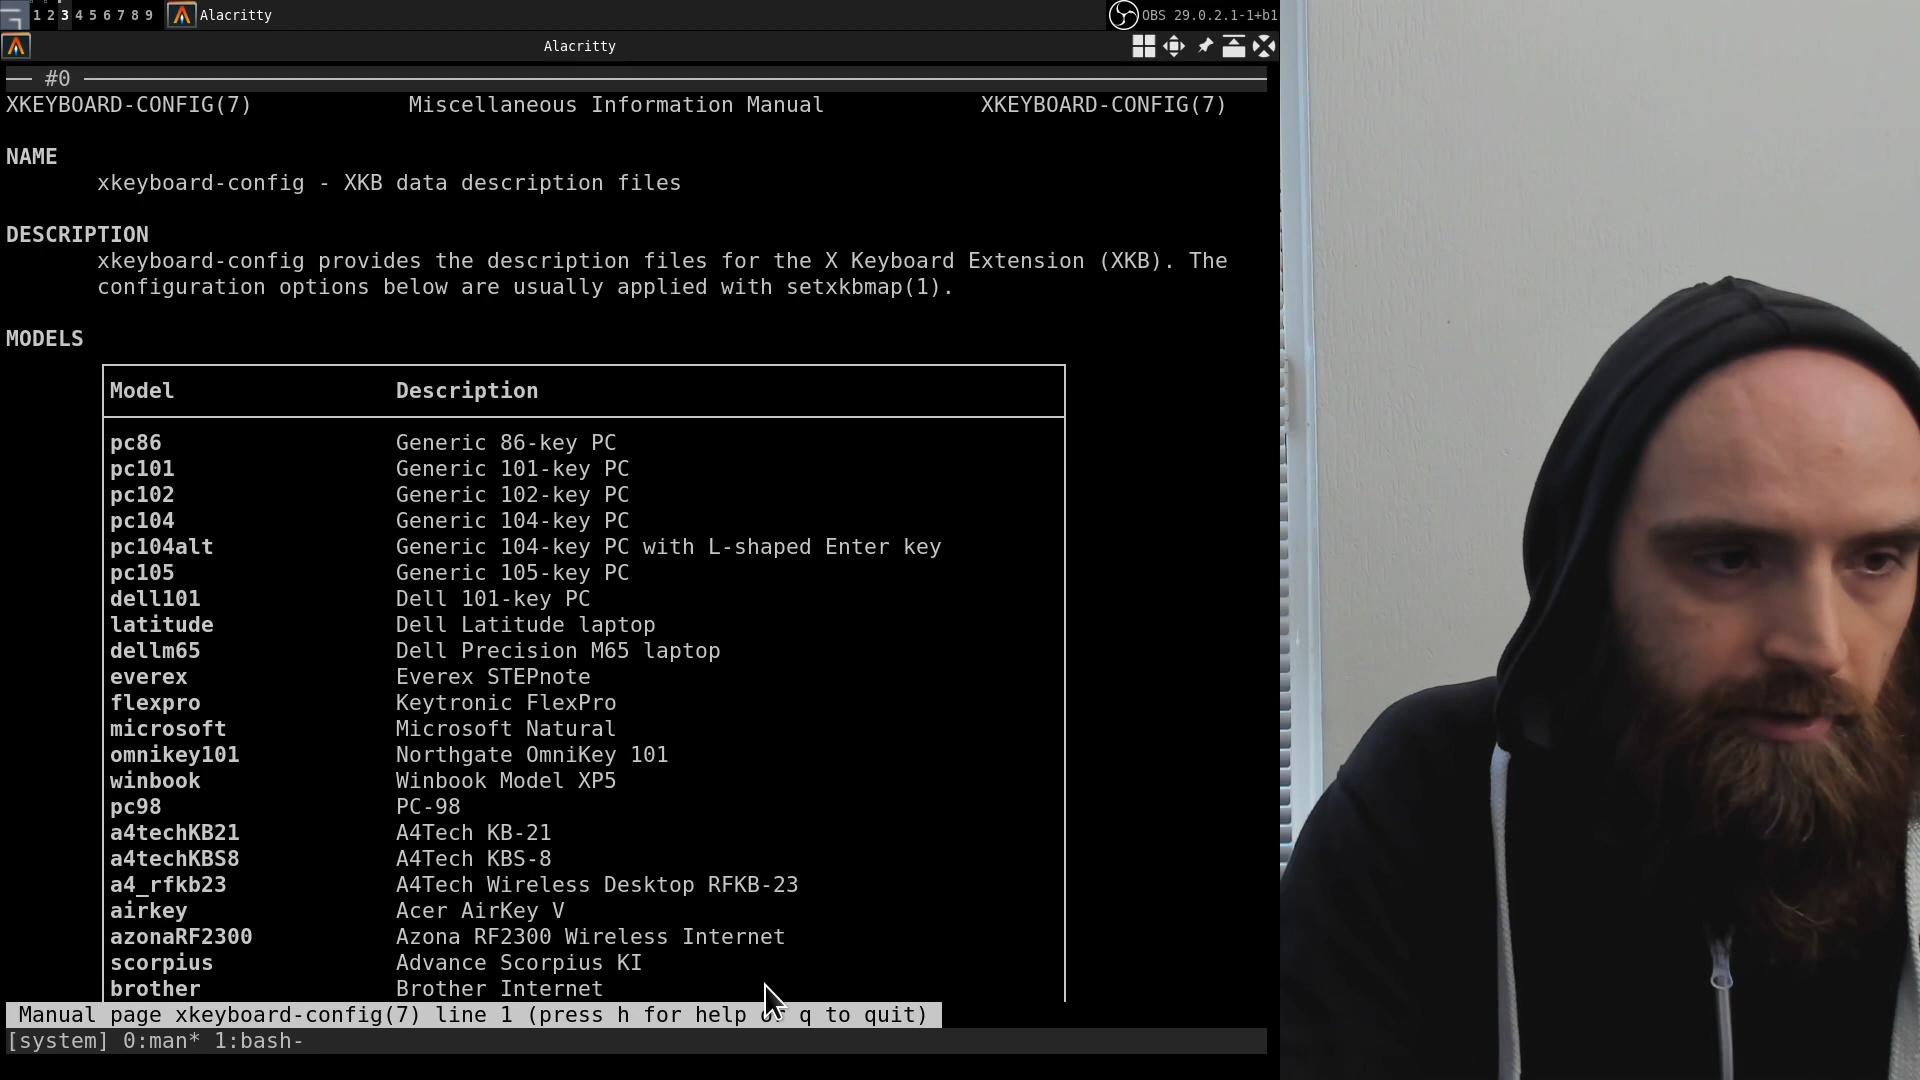 1 2 3 4 5 6 7 8 9 Alacritty OBS 29.0.2.1-1+b1
Alacritty
#0
XKEYBOARD-CONFIG(7) Miscellaneous Information Manual XKEYBOARD-CONFIG(7)
NAME
xkeyboard-config - XKB data description files
DESCRIPTION
xkeyboard-config provides the description files for the X Keyboard Extension (XKB). The
configuration options below are usually applied with setxkbmap(1).
MODELS
Model Description
pc86 Generic 86-key PC
pc101 Generic 101-key PC
pc102 Generic 102-key PC
pc104 Generic 104-key PC
pc104alt Generic 104-key PC with L-shaped Enter key
pc105 Generic 105-key PC
dell101 Dell 101-key PC
latitude Dell Latitude laptop
dellm65 Dell Precision M65 laptop
everex Everex STEPnote
flexpro Keytronic FlexPro
microsoft Microsoft Natural
omnikey101 Northgate OmniKey 101
winbook Winbook Model XP5
pc98 PC-98
a4techKB21 A4Tech KB-21
a4techKBS8 A4Tech KBS-8
a4_rfkb23 A4Tech Wireless Desktop RFKB-23
airkey Acer AirKey V
azonaRF2300 Azona RF2300 Wireless Internet
scorpius Advance Scorpius KI
brother Brother Internet
Manual page xkeyboard-config(7) line 1 (press h for help or q to quit)
[system] 0:man* 1:bash-